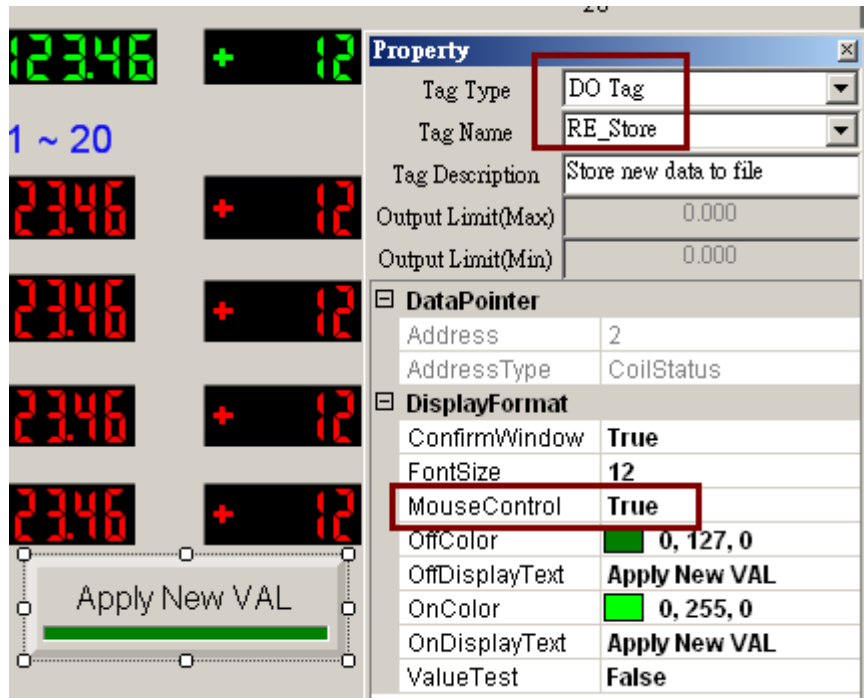 123.46
+ 12
1 ~ 20
23.46
+ 12
23.46
+ 12
23.46
+ 12
23.46
+ 12
Apply New VAL
Property
Tag Type DO Tag
Tag Name RE_Store
Tag Description Store new data to file
Output Limit(Max) 0.000
Output Limit(Min) 0.000
DataPointer
Address 2
AddressType CoilStatus
DisplayFormat
ConfirmWindow True
FontSize 12
MouseControl True
OffColor 0, 127, 0
OffDisplayText Apply New VAL
OnColor 0, 255, 0
OnDisplayText Apply New VAL
ValueTest False